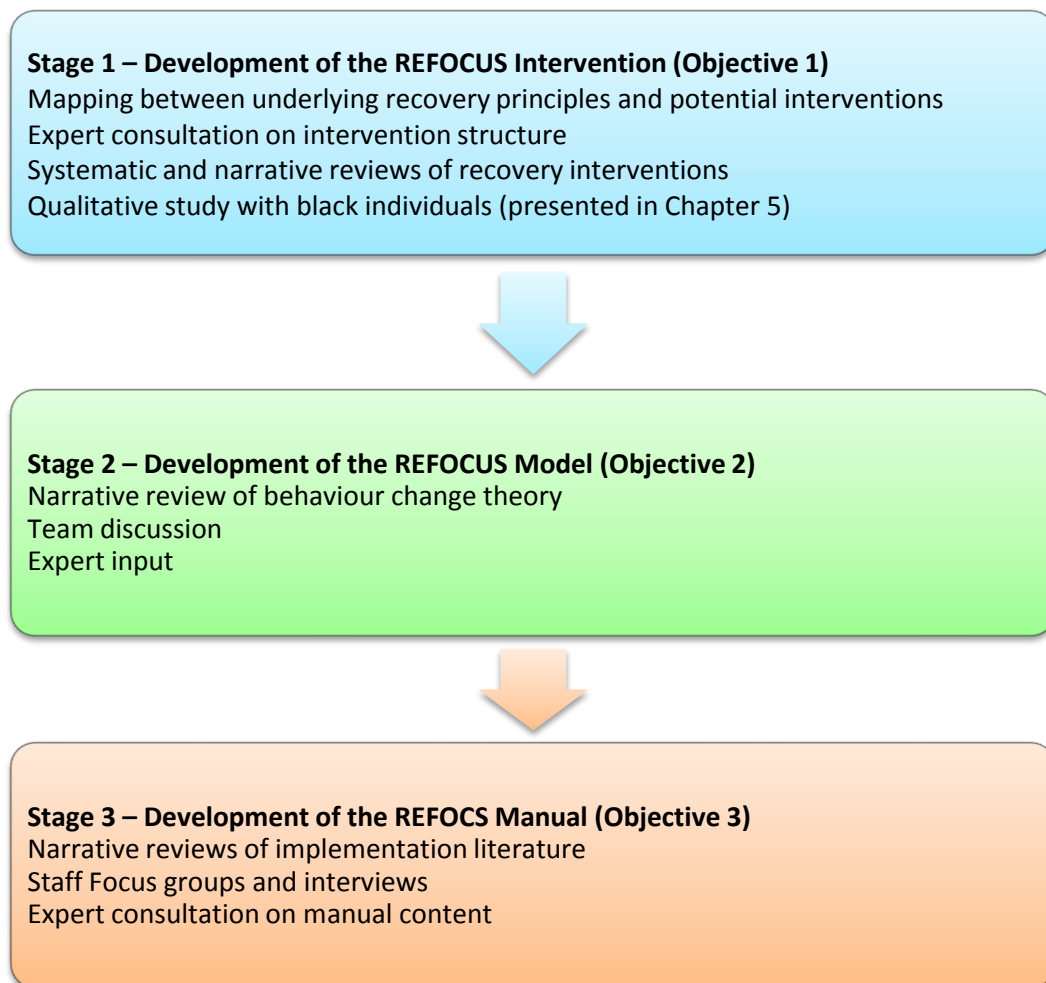 Stage 1 – Development of the REFOCUS Intervention (Objective 1)
Mapping between underlying recovery principles and potential interventions
Expert consultation on intervention structure
Systematic and narrative reviews of recovery interventions
Qualitative study with black individuals (presented in Chapter 5)
Stage 2 – Development of the REFOCUS Model (Objective 2)
Narrative review of behaviour change theory
Team discussion
Expert input
Stage 3 – Development of the REFOCS Manual (Objective 3)
Narrative reviews of implementation literature
Staff Focus groups and interviews
Expert consultation on manual content